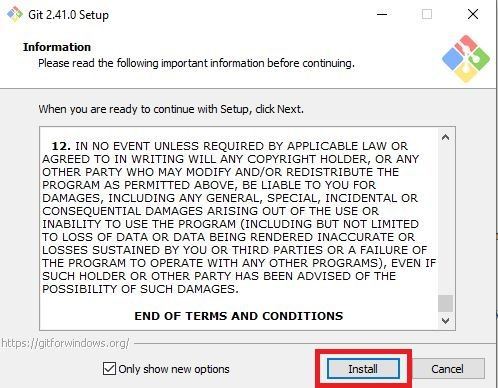 Git 2.41.0 Setup
Information
Please read the following important information before continuing.
When you are ready to continue with Setup, click Next.
12. IN NO EVENT UNLESS REQUIRED BY APPLICABLE LAW OR
AGREED TO IN WRITING WILL ANY COPYRIGHT HOLDER, OR ANY
OTHER PARTY WHO MAY MODIFY AND/OR REDISTRIBUTE THE
PROGRAM AS PERMITTED ABOVE, BE LIABLE TO YOU FOR
DAMAGES, INCLUDING ANY GENERAL, SPECIAL, INCIDENTAL OR
CONSEQUENTIAL DAMAGES ARISING OUT OF THE USE OR
INABILITY TO USE THE PROGRAM (INCLUDING BUT NOT LIMITED
TO LOSS OF DATA OR DATA BEING RENDERED INACCURATE OR
LOSSES SUSTAINED BY YOU OR THIRD PARTIES OR A FAILURE OF
THE PROGRAM TO OPERATE WITH ANY OTHER PROGRAMS), EVEN IF
SUCH HOLDER OR OTHER PARTY HAS BEEN ADVISED OF THE
POSSIBILITY OF SUCH DAMAGES.
END OF TERMS AND CONDITIONS
https://gitforwindows.org/
Only show new options
Install
Cancel